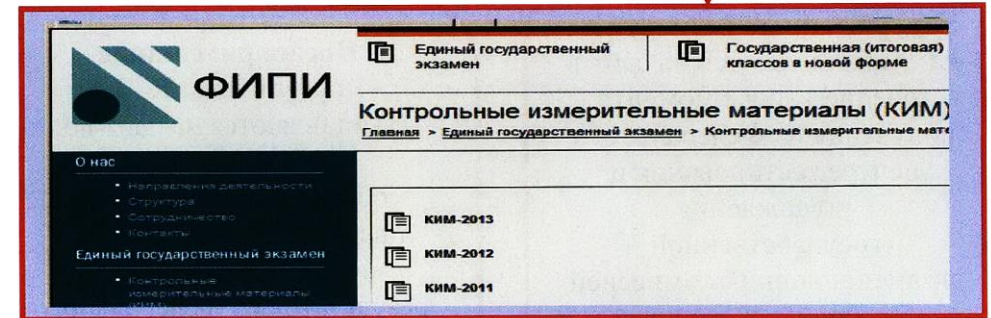 ФИПИ
Единый государственный
экзамен
Государственная (итоговая)
классов в новой форме
Контрольные измерительные материалы (КИМ)
Главная > Единый государственный экзамен > Контрольные измерительные мате
О нас
• Направления деятельности
• Структура
• Сотрудничество
• Контакты
Единый государственный экзамен
• Контрольные
измерительные материалы
(КИМ)
КИМ-2013
КИМ-2012
КИМ-2011